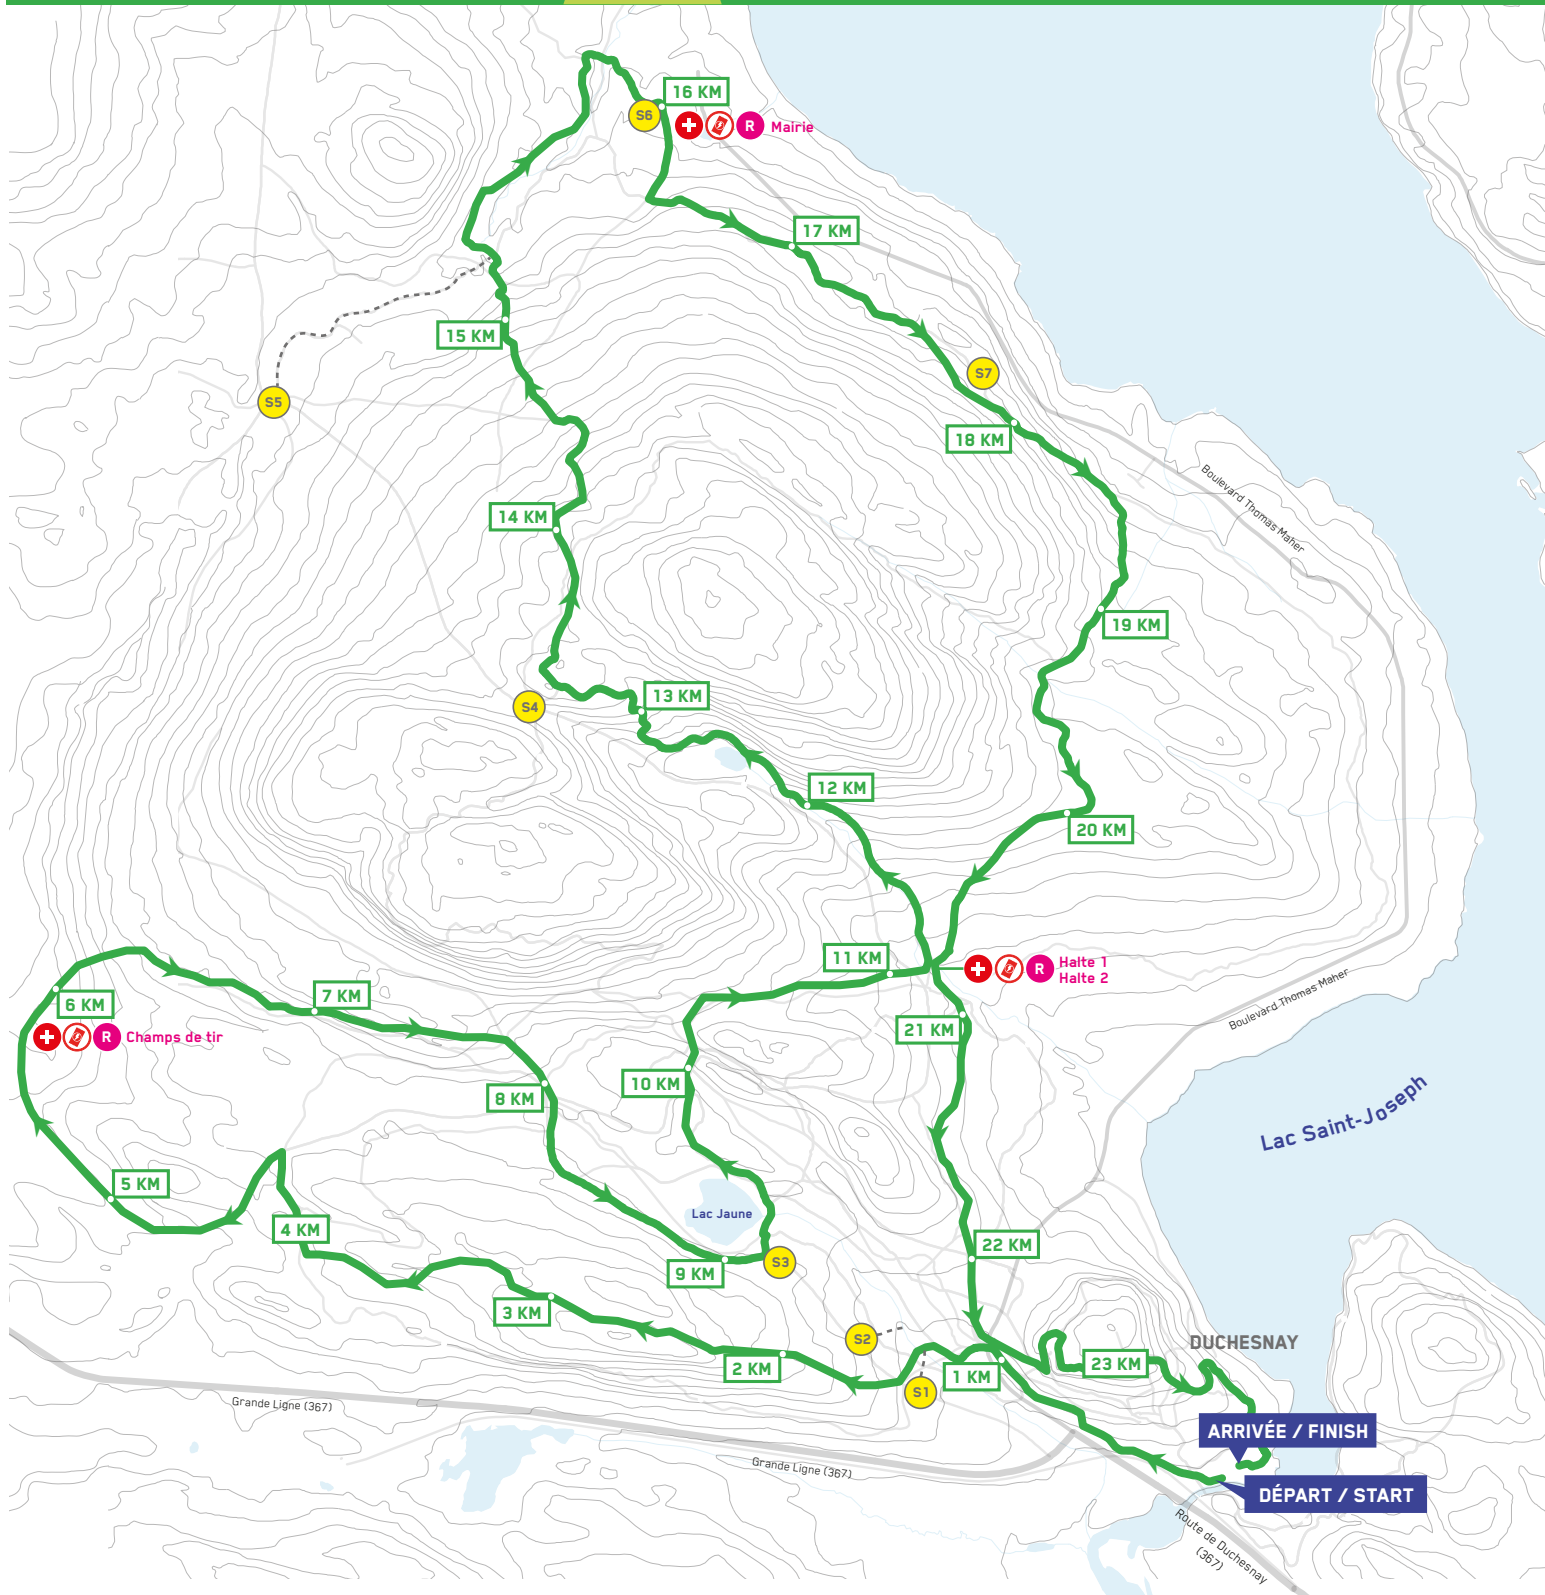 16 KM
S6
R Mairie
17 KM
15 KM
S7
S5
18 KM
Boulevard Thomas Maher
14 KM
19 KM
13 KM
S4
12 KM
20 KM
11 KM
R Halte 1
Halte 2
6 KM
7 KM
Boulevard Thomas Maher
21 KM
R Champs de tir
10 KM
8 KM
Lac Saint-Joseph
5 KM
Lac Jaune
4 KM
22 KM
9 KM
S3
3 KM
S2
DUCHESNAY
2 KM
1 KM
23 KM
S1
Grande Ligne (367)
ARRIVÉE / FINISH
Grande Ligne (367)
DÉPART / START
Route de Duchesnay
(367)